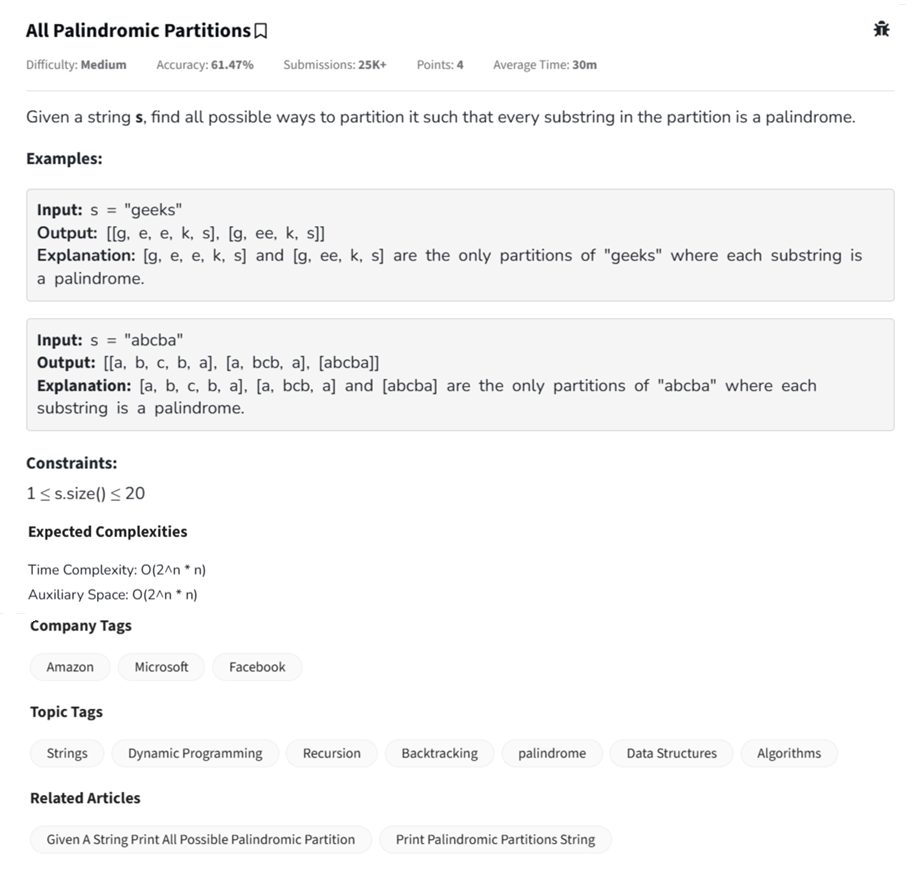 All Palindromic Partitions
Difficulty: Medium Accuracy: 61.47% Submissions: 25K+ Points: 4 Average Time: 30m
Given a string s, find all possible ways to partition it such that every substring in the partition is a palindrome.
Examples:
Input: s = "geeks"
Output: [[g, e, e, k, s], [g, ee, k, s]]
Explanation: [g, e, e, k, s] and [g, ee, k, s] are the only partitions of "geeks" where each substring is
a palindrome.
Input: s = "abcba"
Output: [[a, b, c, b, a], [a, bcb, a], [abcba]]
Explanation: [a, b, c, b, a], [a, bcb, a] and [abcba] are the only partitions of "abcba" where each
substring is a palindrome.
Constraints:
1 ≤ s.size() ≤ 20
Expected Complexities
Time Complexity: O(2^n * n)
Auxiliary Space: O(2^n * n)
Company Tags
Amazon Microsoft Facebook
Topic Tags
Strings Dynamic Programming Recursion Backtracking palindrome Data Structures Algorithms
Related Articles
Given A String Print All Possible Palindromic Partition Print Palindromic Partitions String